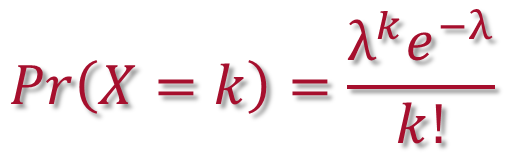 Pr(X = k) = λ^k e^{−λ} / k!